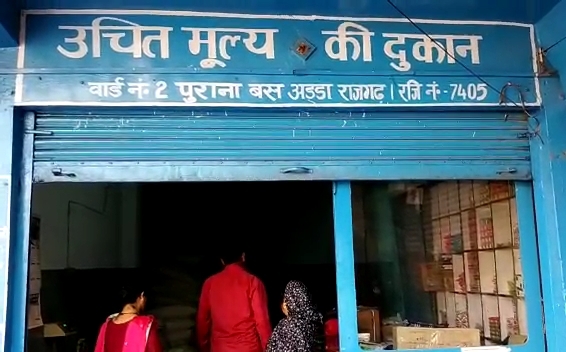 उचित मूल्य की दुकान
वार्ड नं॰ 2 पुराना बस अड्डा राजगढ़ | रजि नं॰-7405